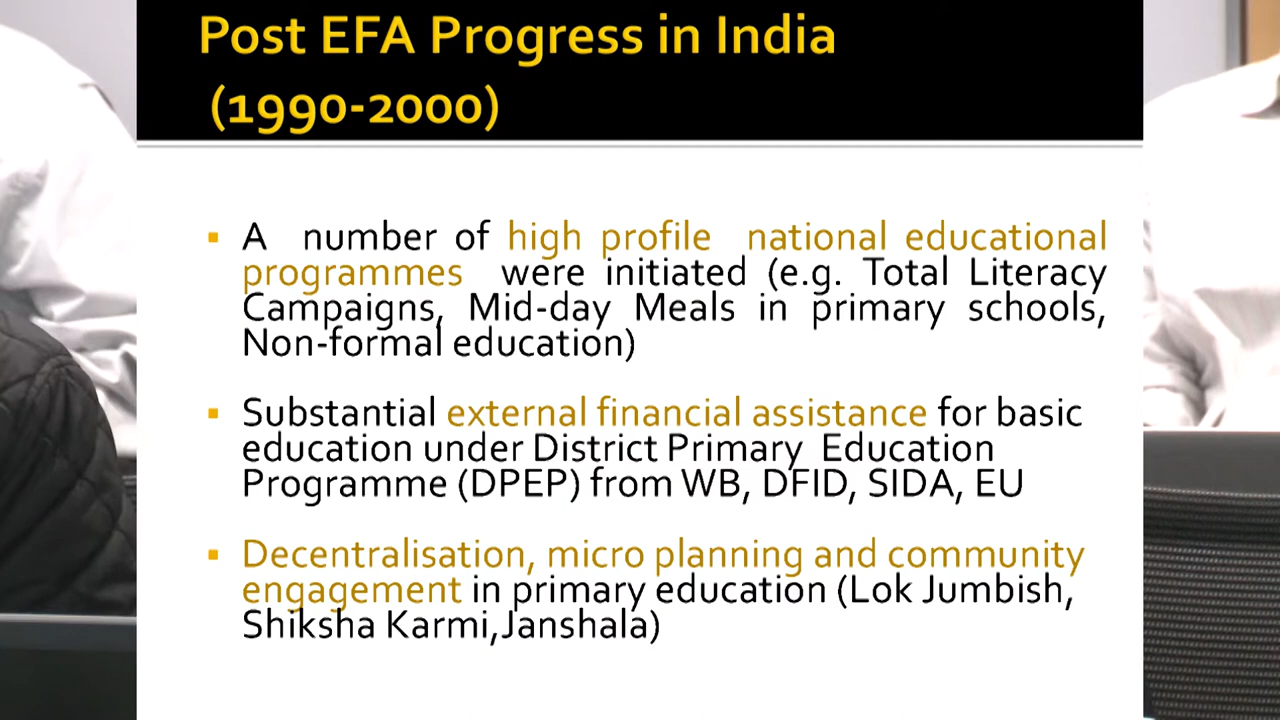 Post EFA Progress in India
(1990-2000)
A number of high profile national educational
programmes were initiated (e.g. Total Literacy
Campaigns, Mid-day Meals in primary schools,
Non-formal education)
Substantial external financial assistance for basic
education under District Primary Education
Programme (DPEP) from WB, DFID, SIDA, EU
Decentralisation, micro planning and community
engagement in primary education (Lok Jumbish,
Shiksha Karmi,Janshala)